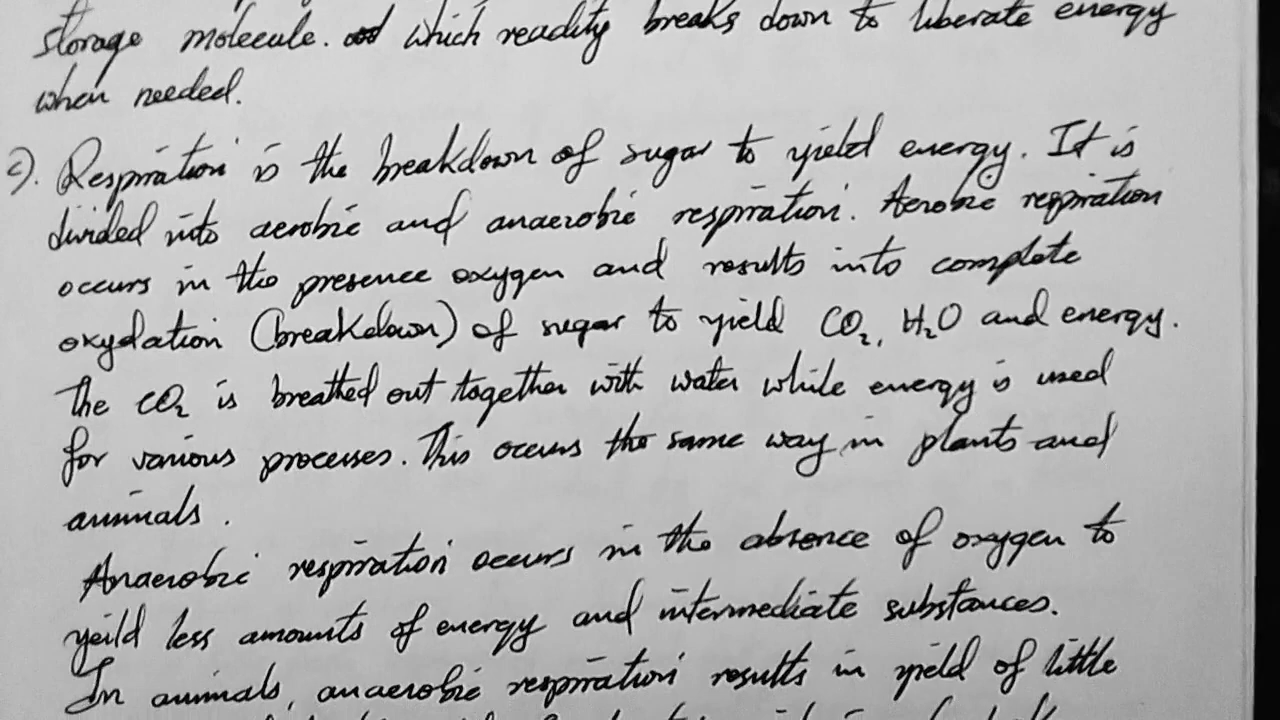 storage molecule. which readity breaks down to liberate energy
when needed.
c). Respiration is the breakdown of sugar to yield energy. It is
divided into aerobic and anaerobic respiration. Aerobic respiration
occurs in the presence oxygen and results into complete
oxydation (breakdown) of sugar to yield CO₂, H₂O and energy.
The CO₂ is breathed out together with water while energy is used
for various processes. This occurs the same way in plants and
animals.
Anaerobic respiration occurs in the absence of oxygen to
yeild less amounts of energy and intermediate substances.
In animals, anaerobic respiration results in yield of little